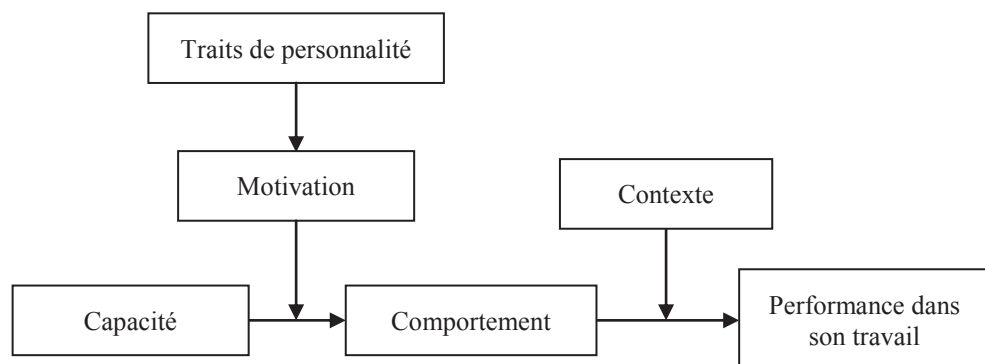 Traits de personnalité
Motivation
Contexte
Capacité
Comportement
Performance dans
son travail